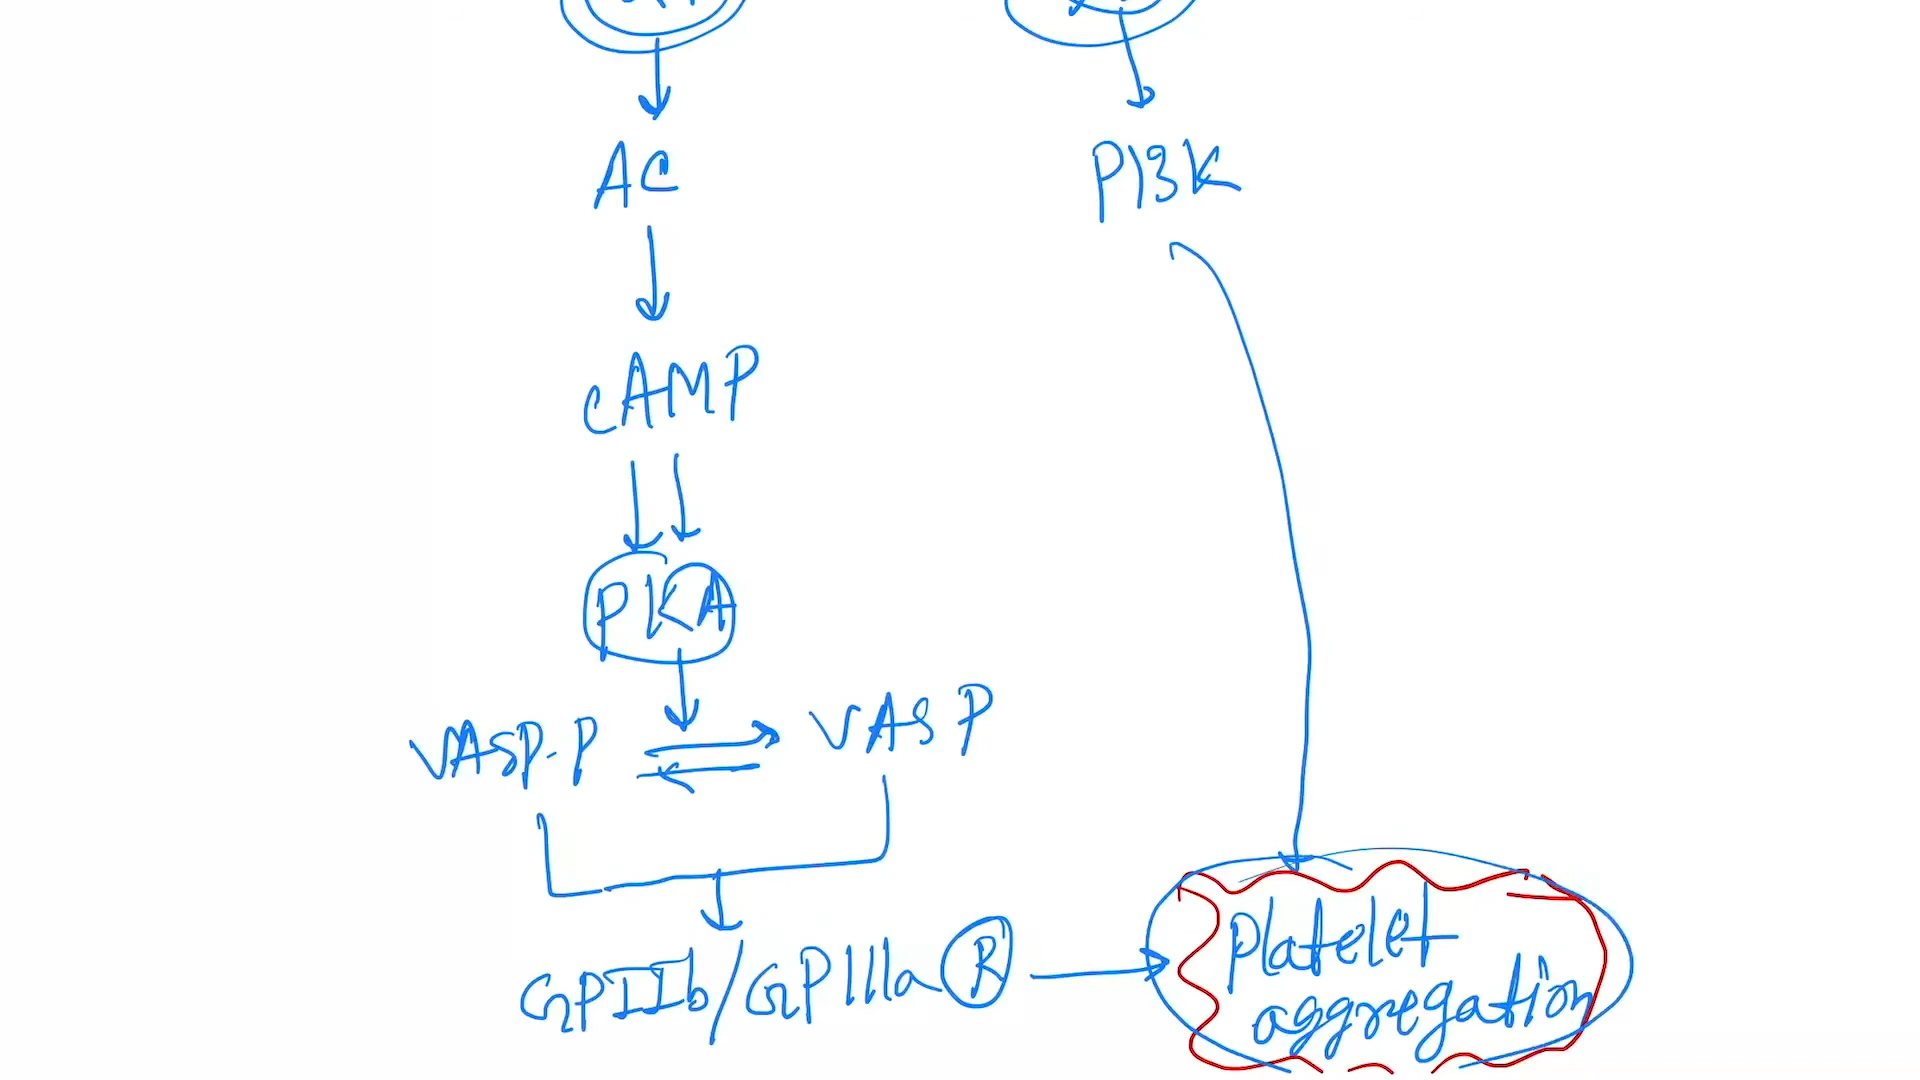 AC
PI3K
cAMP
PKA
VASP-P
VASP
GPIIb/GPIIIa R
platelet
aggregation